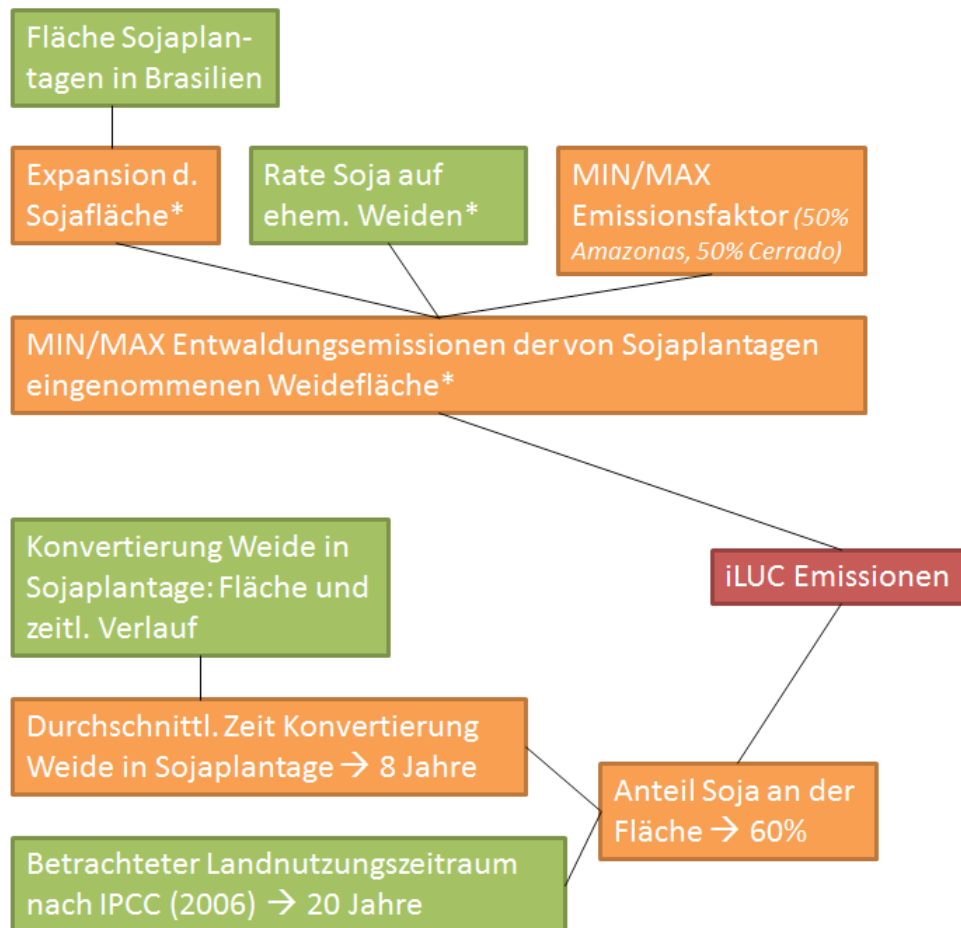 Fläche Sojaplan-
tagen in Brasilien
Expansion d.
Sojafläche*
Rate Soja auf
ehem. Weiden*
MIN/MAX
Emissionsfaktor (50%
Amazonas, 50% Cerrado)
MIN/MAX Entwaldungsemissionen der von Sojaplantagen
eingenommenen Weidefläche*
Konvertierung Weide in
Sojaplantage: Fläche und
zeitl. Verlauf
iLUC Emissionen
Durchschnittl. Zeit Konvertierung
Weide in Sojaplantage → 8 Jahre
Anteil Soja an der
Fläche → 60%
Betrachteter Landnutzungszeitraum
nach IPCC (2006) → 20 Jahre